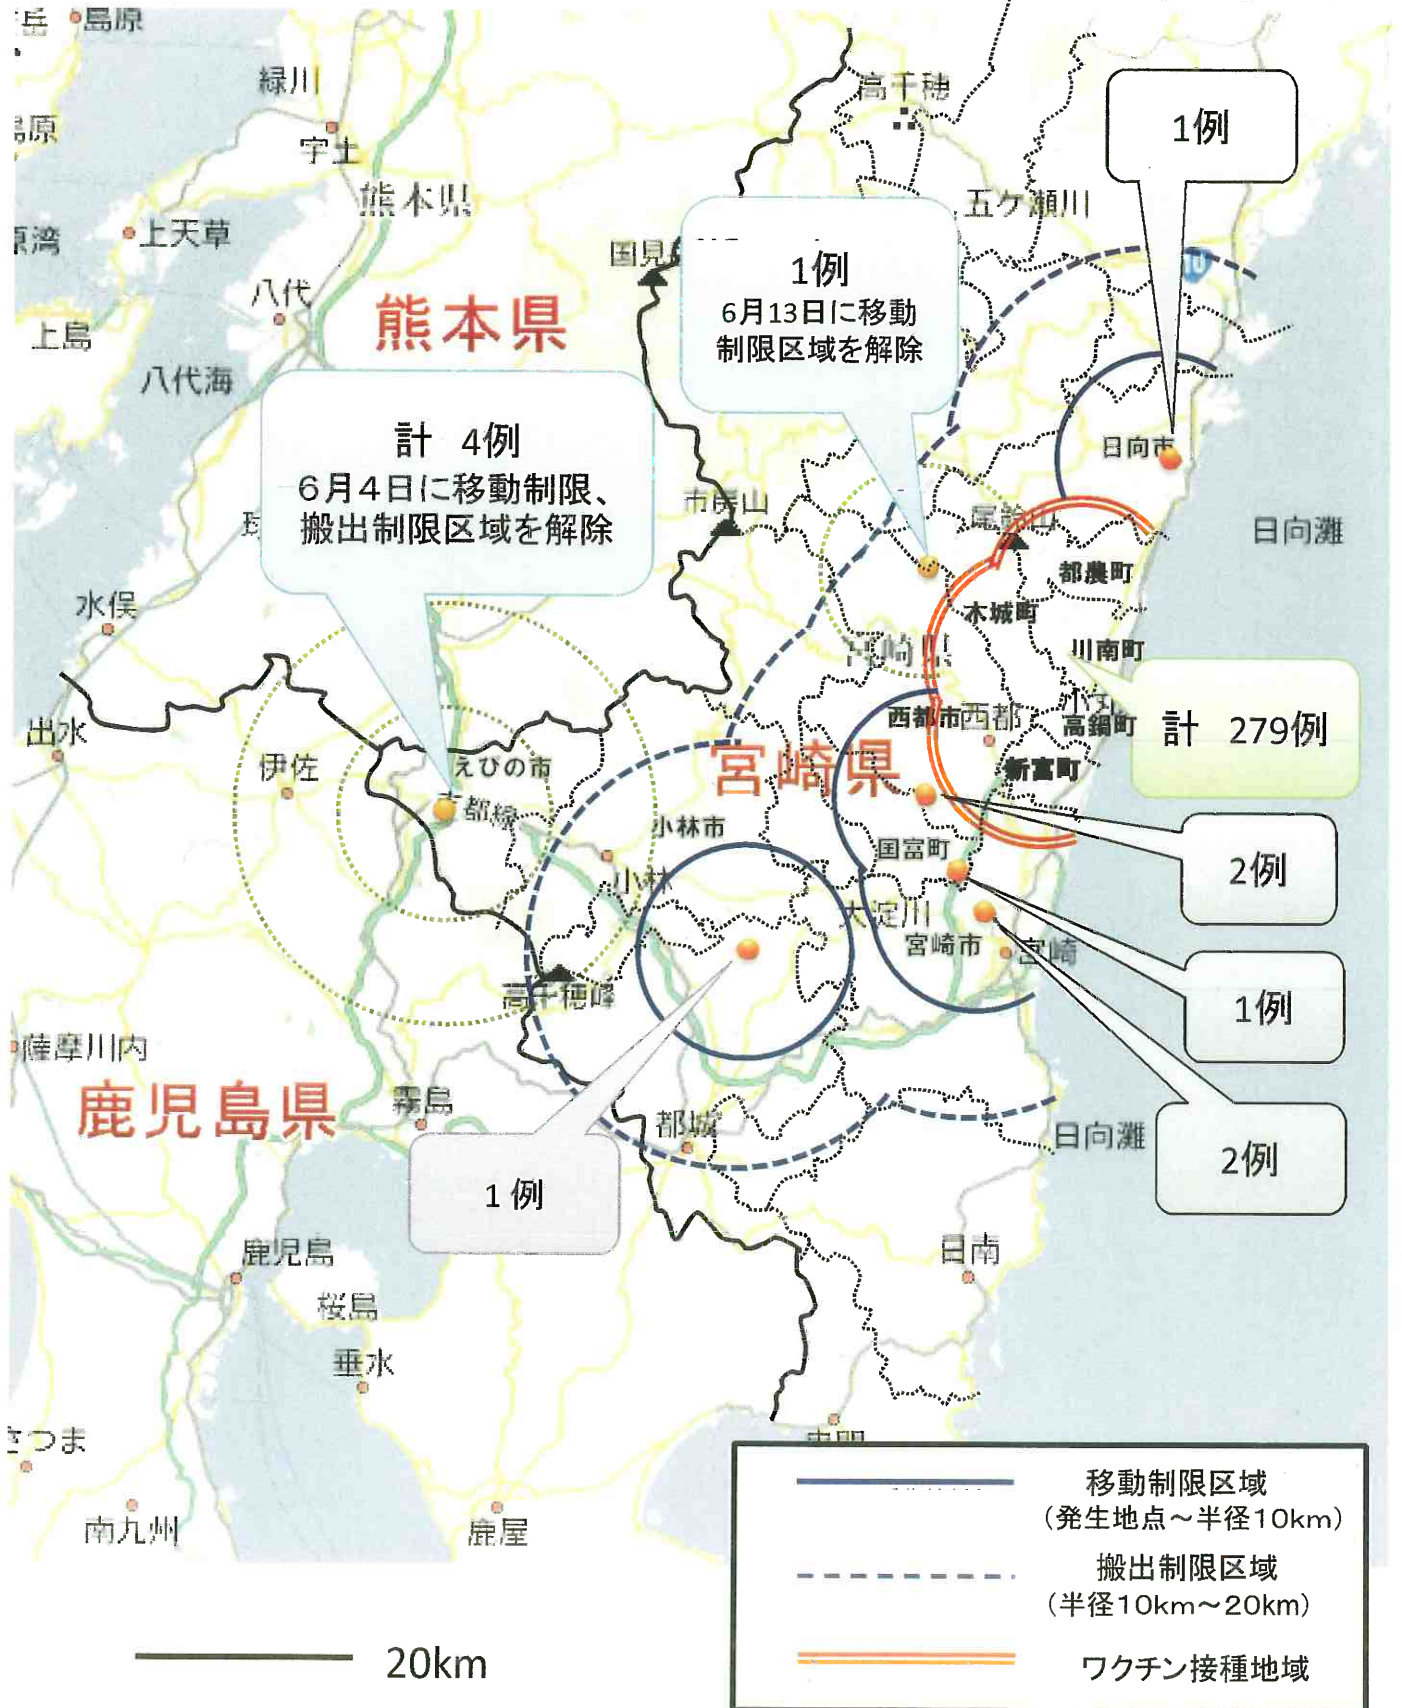 島原
緑川
高千穂
1例
宇土
熊本県
五ケ瀬川
上天草
国見
10
1例
6月13日に移動
制限区域を解除
八代
熊本県
上島
八代海
計 4例
6月4日に移動制限、
搬出制限区域を解除
日向市
市房山
尾鈴山
日向灘
都農町
水俣
木城町
宮崎県
川南町
西都市
西都
高鍋町
計 279例
出水
伊佐
えびの市
宮崎県
新富町
小林市
国富町
2例
小林
大淀川
宮崎市
宮崎
高千穂峰
1例
薩摩川内
鹿児島県
霧島
都城
日向灘
2例
1例
鹿児島
日南
桜島
垂水
さつま
南九州
鹿屋
移動制限区域
(発生地点～半径10km)
搬出制限区域
(半径10km～20km)
ワクチン接種地域
20km